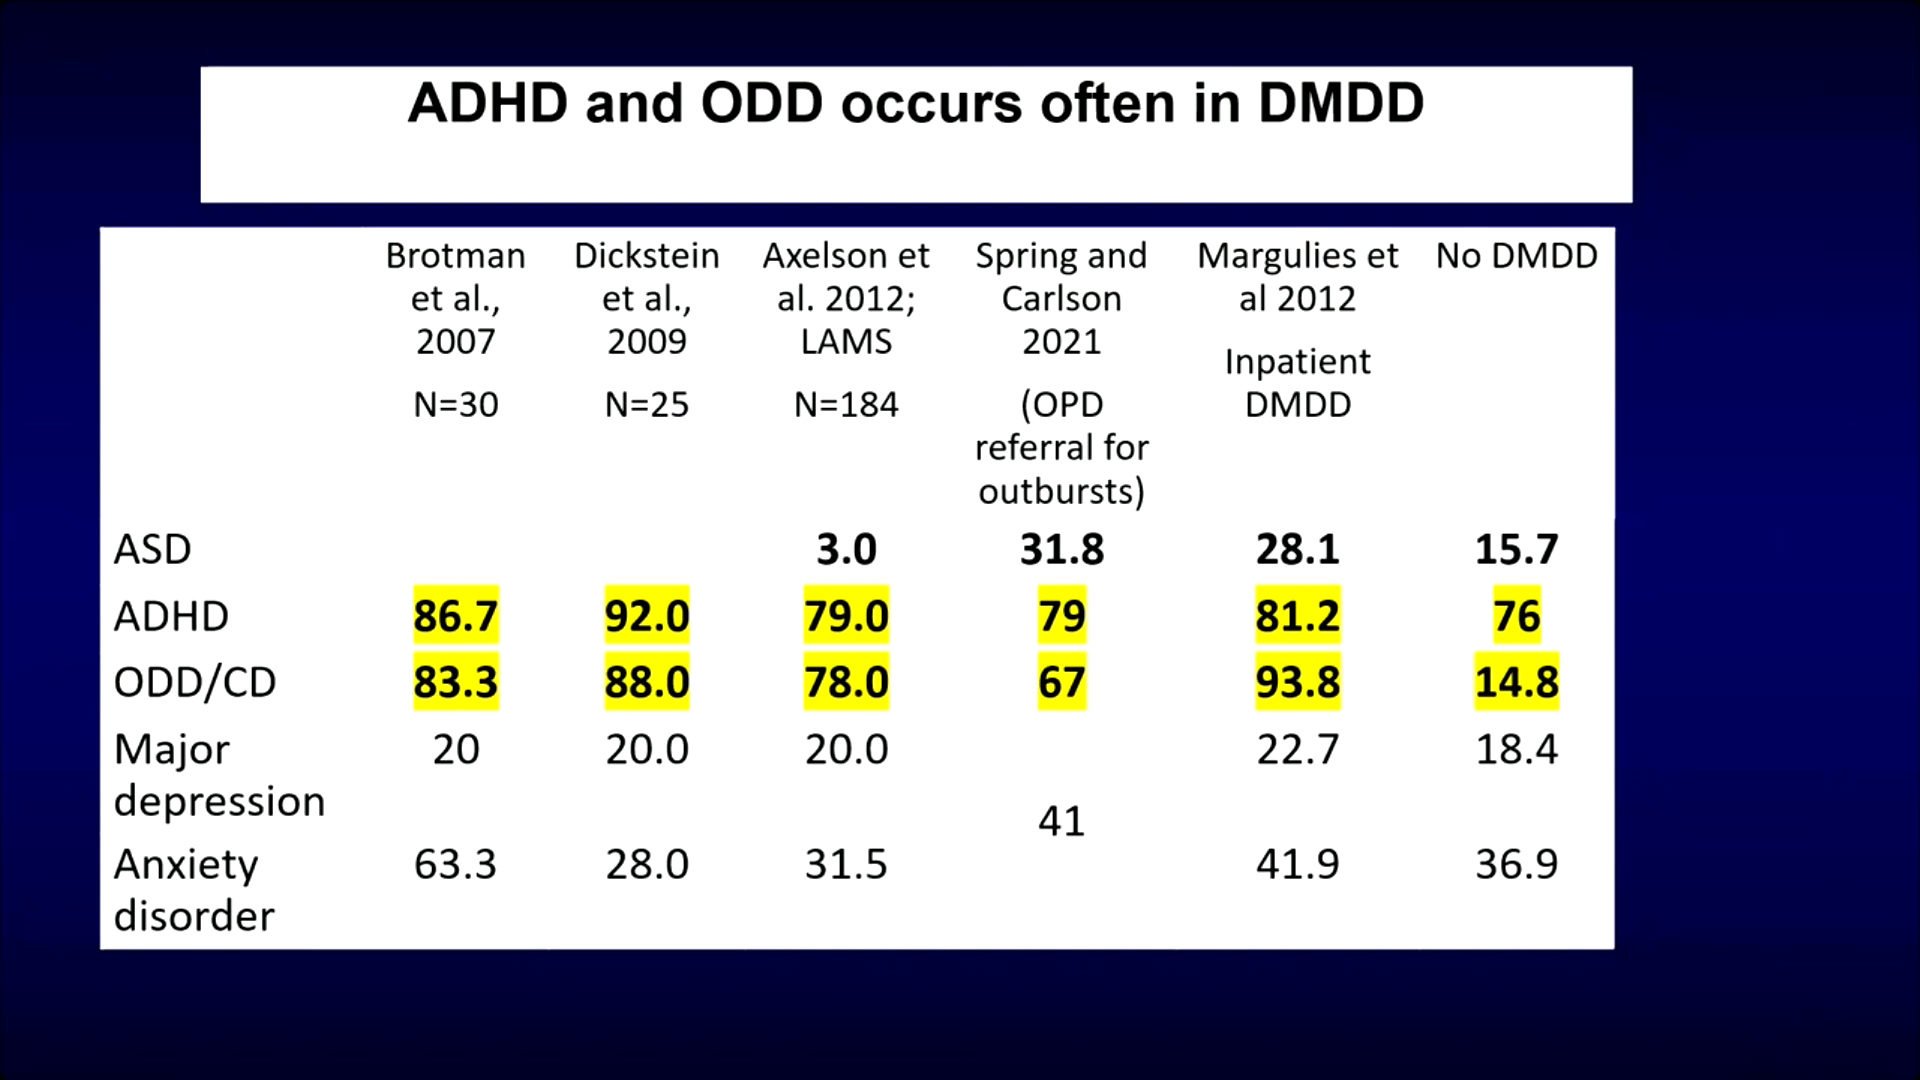 ADHD and ODD occurs often in DMDD
Brotman et al., 2007 N=30
Dickstein et al., 2009 N=25
Axelson et al. 2012; LAMS N=184
Spring and Carlson 2021 (OPD referral for outbursts)
Margulies et al 2012 Inpatient DMDD
No DMDD
ASD 3.0 31.8 28.1 15.7
ADHD 86.7 92.0 79.0 79 81.2 76
ODD/CD 83.3 88.0 78.0 67 93.8 14.8
Major depression 20 20.0 20.0 22.7 18.4
41
Anxiety disorder 63.3 28.0 31.5 41.9 36.9